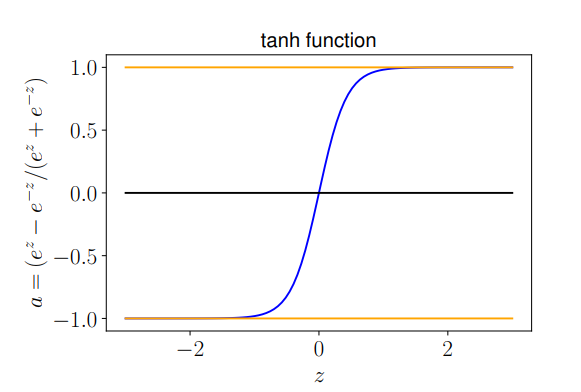 tanh function
a = (e^z − e^{−z}/(e^z + e^{−z})
1.0
0.5
0.0
−0.5
−1.0
−2 0 2
z